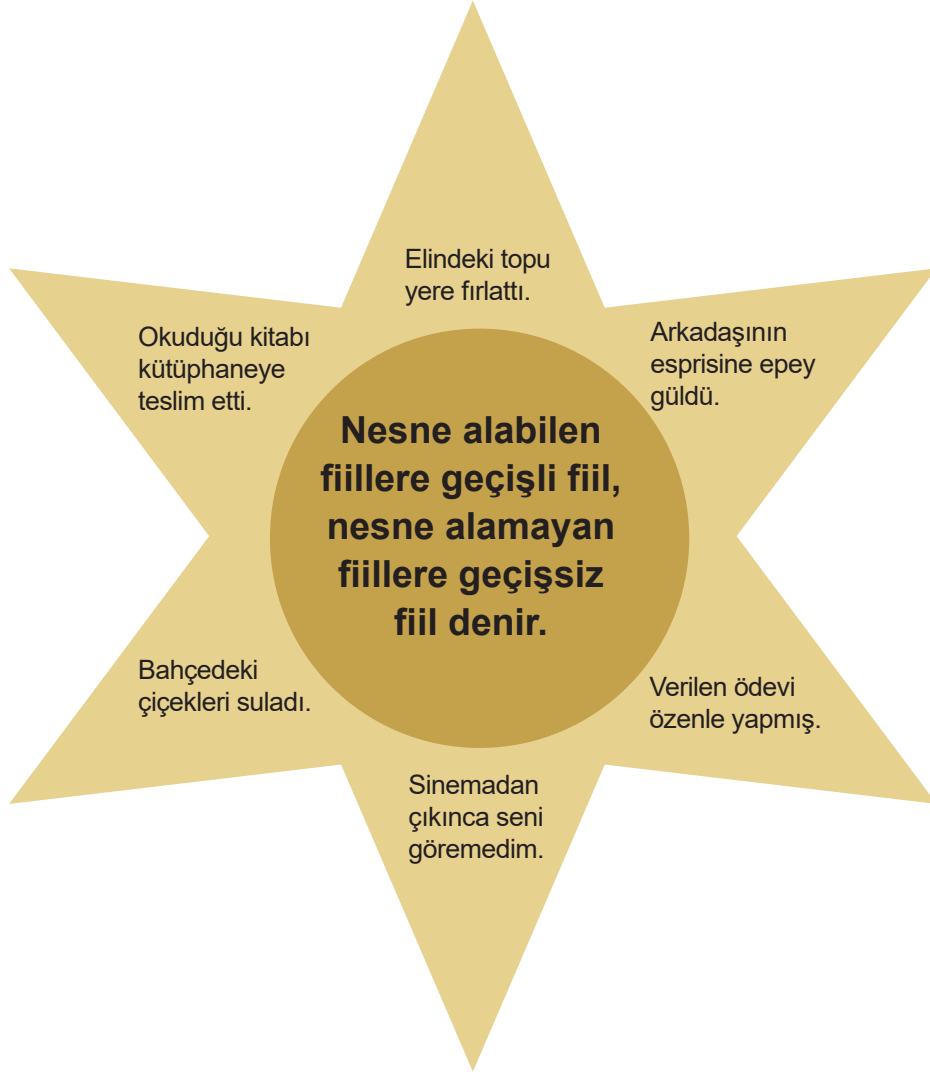 Elindeki topu
yere fırlattı.
Okuduğu kitabı
kütüphaneye
teslim etti.
Arkadaşının
esprisine epey
güldü.
Nesne alabilen
fiillere geçişli fiil,
nesne alamayan
fiillere geçişsiz
fiil denir.
Bahçedeki
çiçekleri suladı.
Verilen ödevi
özenle yapmış.
Sinemadan
çıkınca seni
göremedim.